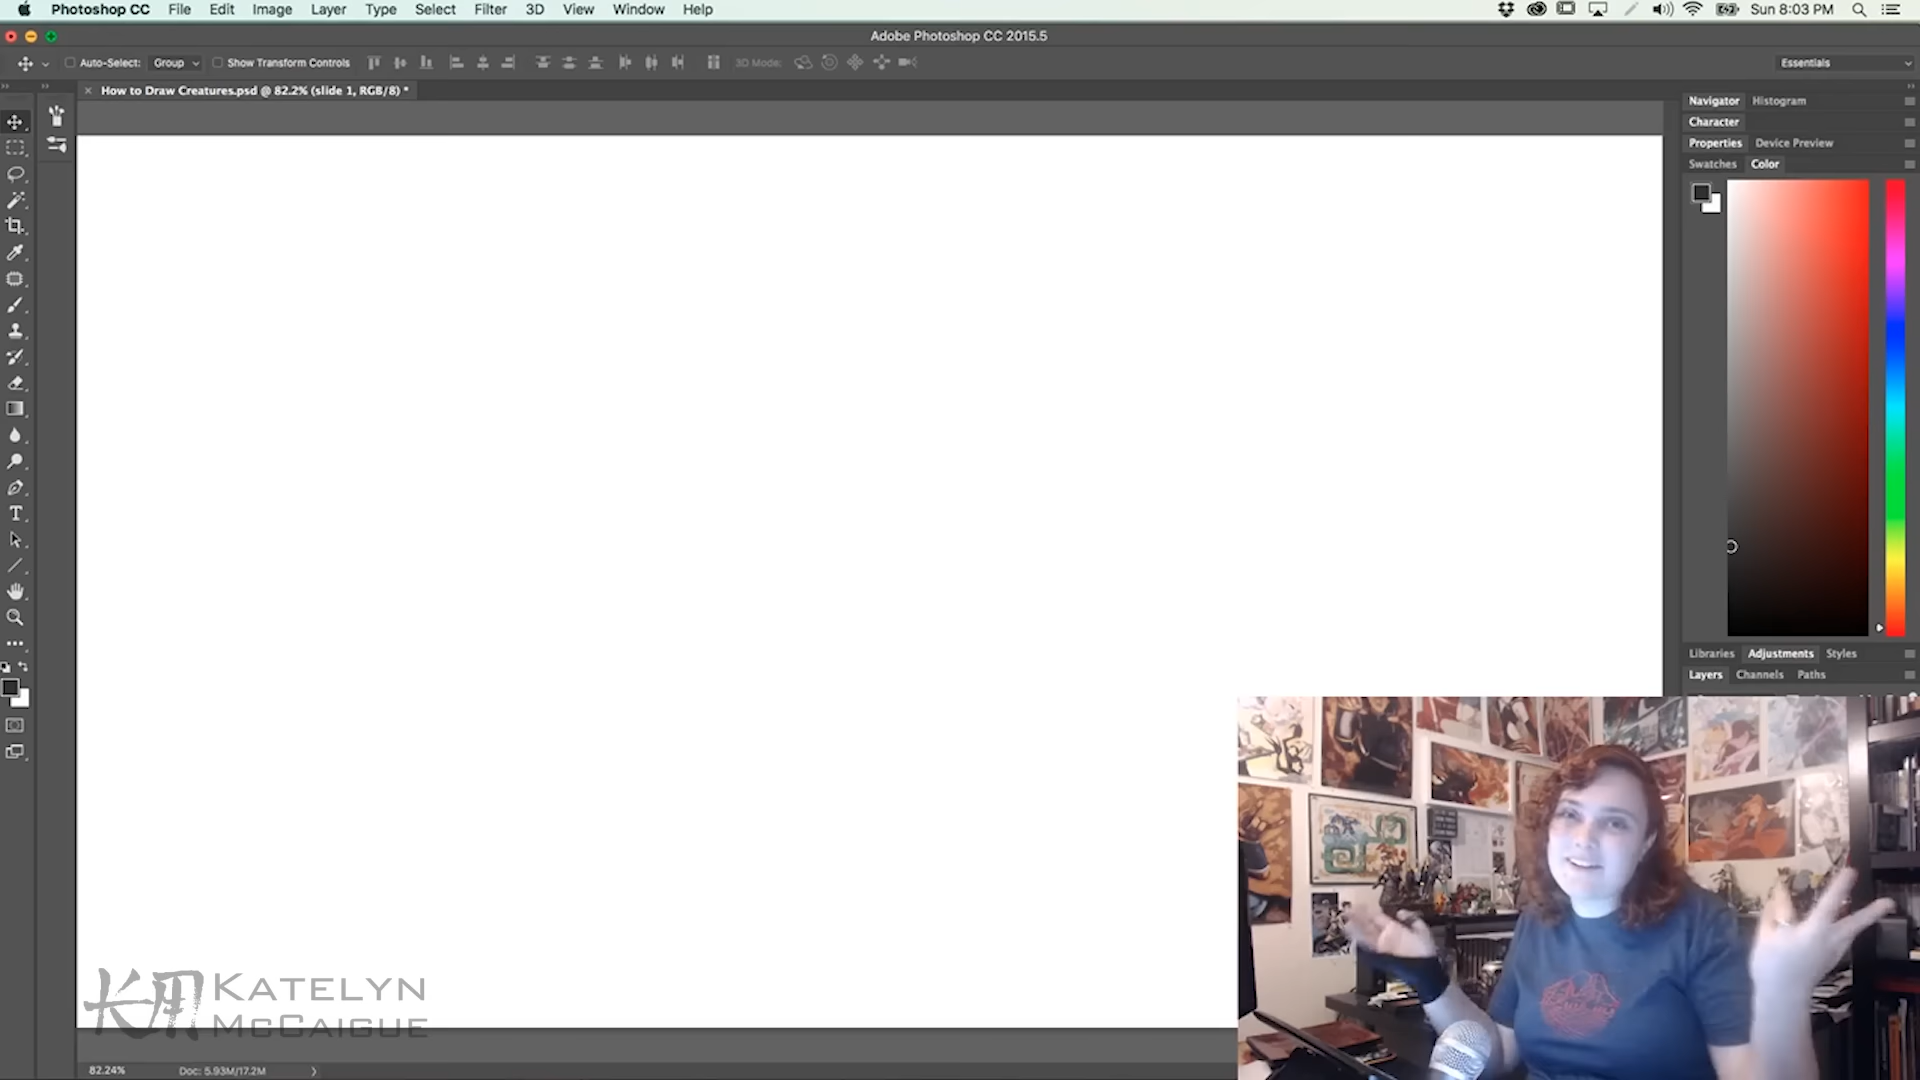 Photoshop CC File Edit Image Layer Type Select Filter 3D View Window Help Sun 8:03 PM
Adobe Photoshop CC 2015.5
Auto-Select: Group Show Transform Controls 3D Mode: Essentials
How to Draw Creatures.psd @ 82.2% (slide 1, RGB/8) *
Navigator Histogram
Character
Properties Device Preview
Swatches Color
Libraries Adjustments Styles
Layers Channels Paths
KATELYN
MCCAIGUE
82.24% Doc: 5.93M/17.2M